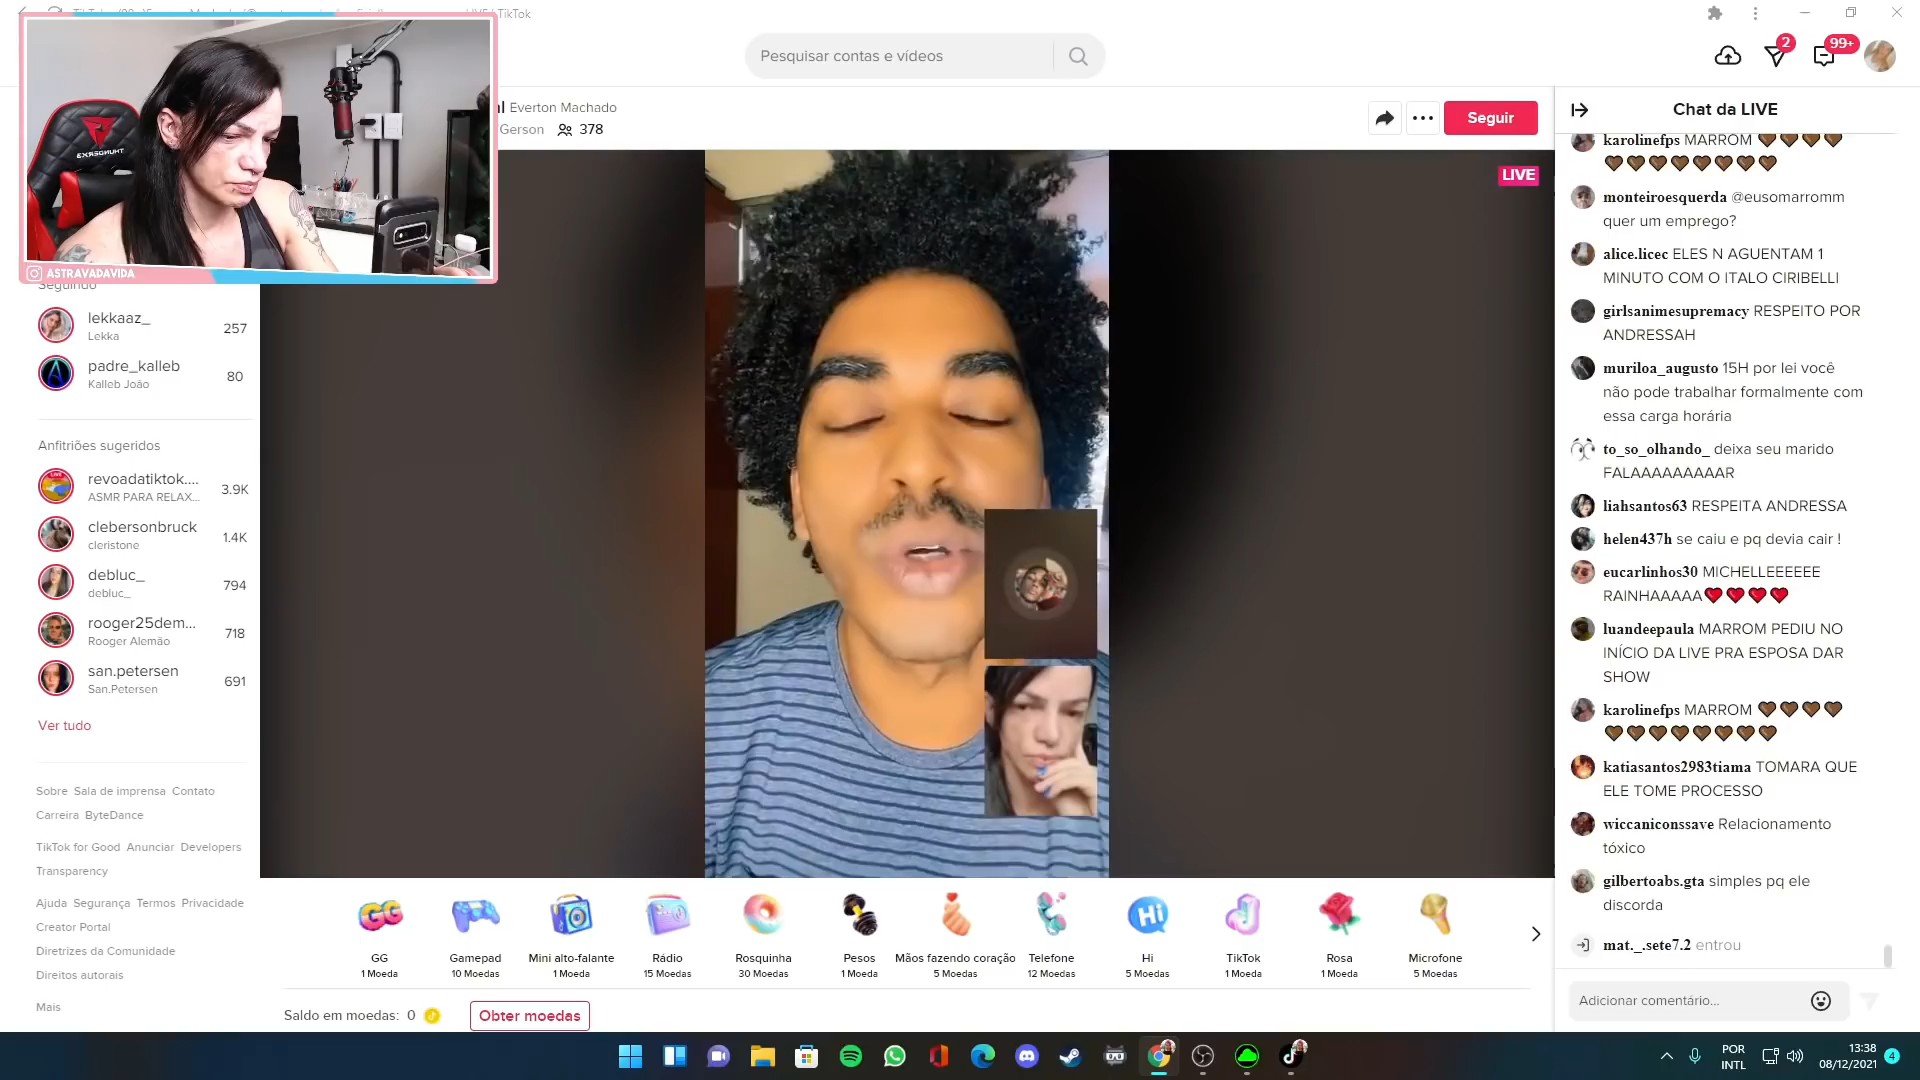 LIVE | TikTok
Pesquisar contas e vídeos
2
99+
Everton Machado
Gerson 378
Seguir
Chat da LIVE
LIVE
ASTRAVADAVIDA
Seguindo
lekkaaz_
Lekka
257
padre_kalleb
Kalleb João
80
Anfitriões sugeridos
revoadatiktok....
ASMR PARA RELAX...
3.9K
clebersonbruck
cleristone
1.4K
debluc_
debluc_
794
rooger25dem...
Rooger Alemão
718
san.petersen
San.Petersen
691
Ver tudo
Sobre Sala de imprensa Contato
Carreira ByteDance
TikTok for Good Anunciar Developers
Transparency
Ajuda Segurança Termos Privacidade
Creator Portal
Diretrizes da Comunidade
Direitos autorais
Mais
GG
1 Moeda
Gamepad
10 Moedas
Mini alto-falante
1 Moeda
Rádio
15 Moedas
Rosquinha
30 Moedas
Pesos
1 Moeda
Mãos fazendo coração
5 Moedas
Telefone
12 Moedas
Hi
Hi
5 Moedas
TikTok
1 Moeda
Rosa
1 Moeda
Microfone
5 Moedas
Saldo em moedas: 0
Obter moedas
karolinefps MARROM 🤎🤎🤎🤎
🤎🤎🤎🤎🤎🤎🤎🤎
monteiroesquerda @eusomarromm
quer um emprego?
alice.licec ELES N AGUENTAM 1
MINUTO COM O ITALO CIRIBELLI
girlsanimesupremacy RESPEITO POR
ANDRESSAH
muriloa_augusto 15H por lei você
não pode trabalhar formalmente com
essa carga horária
to_so_olhando_ deixa seu marido
FALAAAAAAAAAR
liahsantos63 RESPEITA ANDRESSA
helen437h se caiu e pq devia cair !
eucarlinhos30 MICHELLEEEEEE
RAINHAAAAA❤️❤️❤️❤️
luandeepaula MARROM PEDIU NO
INÍCIO DA LIVE PRA ESPOSA DAR
SHOW
karolinefps MARROM 🤎🤎🤎🤎
🤎🤎🤎🤎🤎🤎🤎🤎
katiasantos2983tiama TOMARA QUE
ELE TOME PROCESSO
wiccaniconssave Relacionamento
tóxico
gilbertoabs.gta simples pq ele
discorda
mat._.sete7.2 entrou
Adicionar comentário...
POR
INTL
13:38
08/12/2021
4